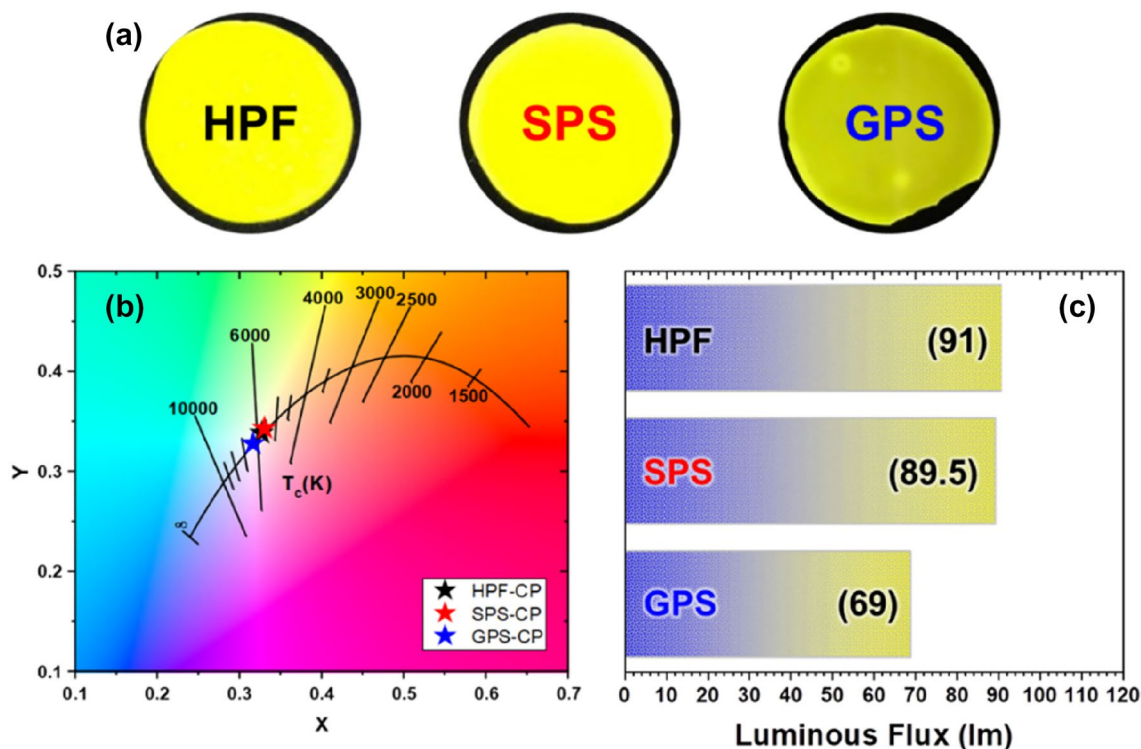 (a)
HPF
SPS
GPS
(b)
Y
0.5
0.4
0.3
0.2
0.1
0.1
0.2
0.3
0.4
0.5
0.6
0.7
X
10000
6000
4000
3000
2500
2000
1500
∞
T_c(K)
HPF-CP
SPS-CP
GPS-CP
(c)
HPF (91)
SPS (89.5)
GPS (69)
0 10 20 30 40 50 60 70 80 90 100 110 120
Luminous Flux (lm)